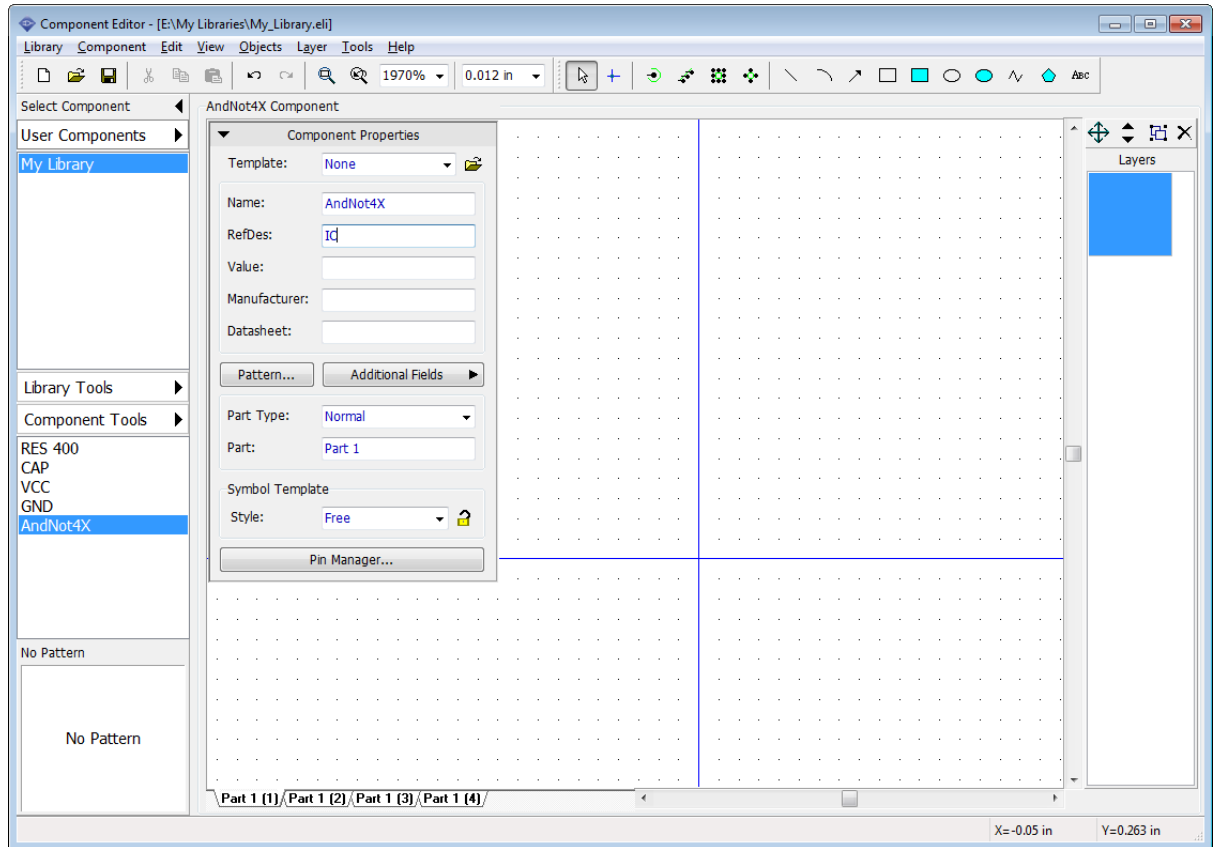 Component Editor - [E:\My Libraries\My_Library.eli]
Library Component Edit View Objects Layer Tools Help
1970% 0.012 in ABC
Select Component
AndNot4X Component
User Components
My Library
Library Tools
Component Tools
RES 400
CAP
VCC
GND
AndNot4X
No Pattern
No Pattern
Component Properties
Template: None
Name: AndNot4X
RefDes: IC
Value:
Manufacturer:
Datasheet:
Pattern... Additional Fields
Part Type: Normal
Part: Part 1
Symbol Template
Style: Free
Pin Manager...
Layers
Part 1 (1) Part 1 (2) Part 1 (3) Part 1 (4)
X=-0.05 in Y=0.263 in